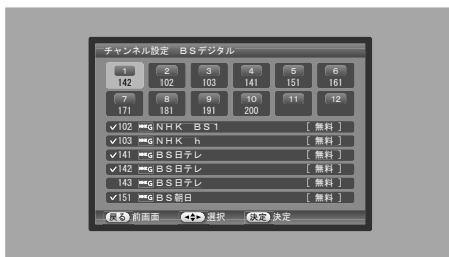 チャンネル設定 BSデジタル
1 2 3 4 5 6
142 102 103 141 151 161
7 8 9 10 11 12
171 181 191 200
✓102 G NHK BS1 [ 無料 ]
✓103 G NHK h [ 無料 ]
✓141 G BS日テレ [ 無料 ]
✓142 G BS日テレ [ 無料 ]
143 G BS日テレ [ 無料 ]
✓151 G BS朝日 [ 無料 ]
戻る 前画面 選択 決定 決定